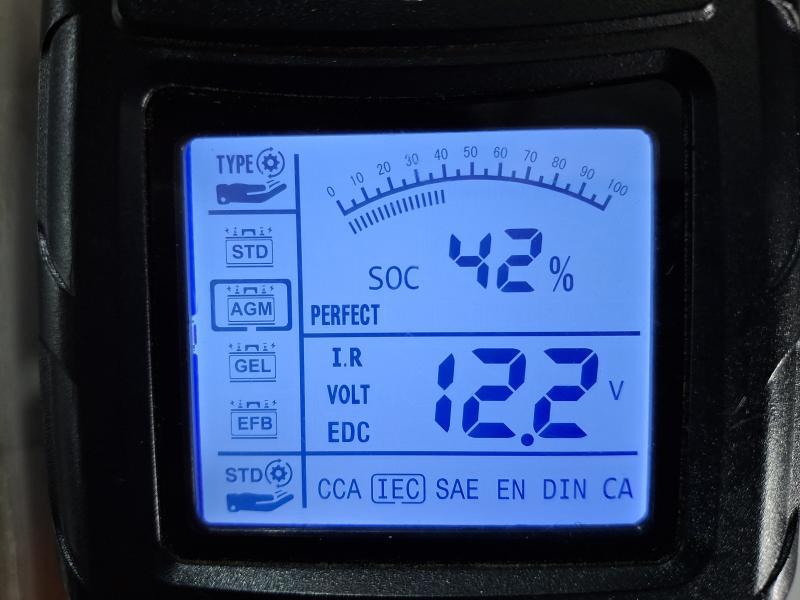 TYPE
STD
AGM
GEL
EFB
STD
0 10 20 30 40 50 60 70 80 90 100
SOC 42%
PERFECT
I.R
VOLT
EDC
12.2 V
CCA IEC SAE EN DIN CA